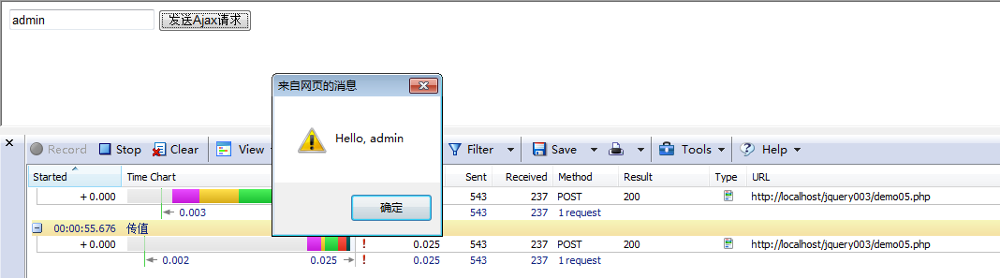 admin 发送Ajax请求
来自网页的消息
Hello, admin
确定
Record Stop Clear View Filter Save Tools Help
Started Time Chart Sent Received Method Result Type URL
+ 0.000 543 237 POST 200 http://localhost/jquery003/demo05.php
0.003 543 237 1 request
00:00:55.676 传值
+ 0.000 ! 0.025 543 237 POST 200 http://localhost/jquery003/demo05.php
0.002 0.025 ! 0.025 543 237 1 request